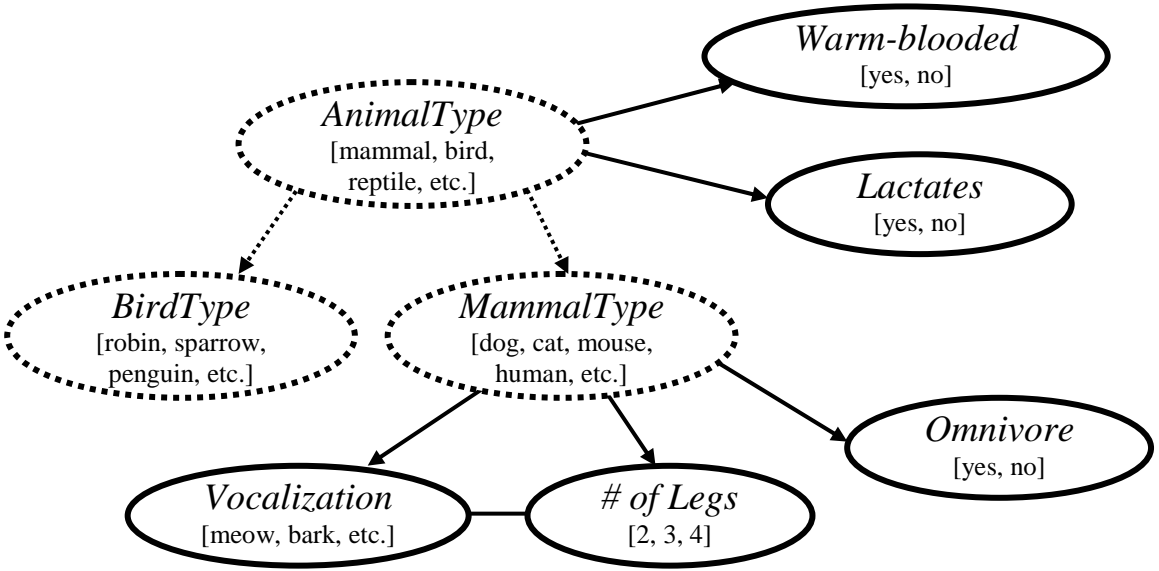 Warm-blooded
[yes, no]
AnimalType
[mammal, bird,
reptile, etc.]
Lactates
[yes, no]
BirdType
[robin, sparrow,
penguin, etc.]
MammalType
[dog, cat, mouse,
human, etc.]
Omnivore
[yes, no]
Vocalization
[meow, bark, etc.]
# of Legs
[2, 3, 4]